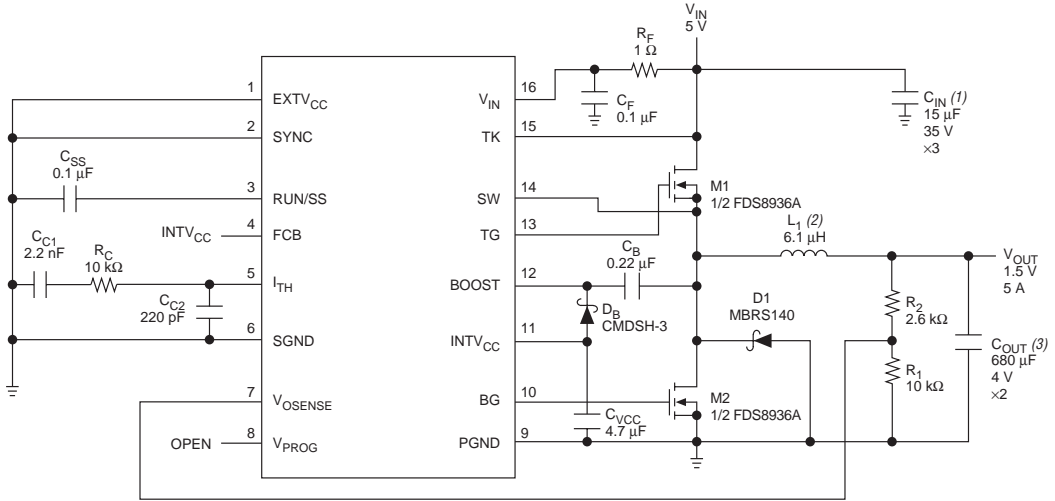 V_IN
5 V
R_F
1 Ω
1
EXTV_CC
V_IN
16
C_F
0.1 μF
C_IN (1)
15 μF
35 V
×3
2
SYNC
TK
15
C_SS
0.1 μF
3
RUN/SS
SW
14
M1
1/2 FDS8936A
INTV_CC
4
FCB
TG
13
L_1 (2)
6.1 μH
C_C1
2.2 nF
R_C
10 kΩ
5
I_TH
BOOST
12
C_B
0.22 μF
V_OUT
1.5 V
5 A
C_C2
220 pF
D_B
CMDSH-3
D1
MBRS140
R_2
2.6 kΩ
6
SGND
INTV_CC
11
C_OUT (3)
680 μF
4 V
×2
R_1
10 kΩ
7
V_OSENSE
BG
10
M2
1/2 FDS8936A
C_VCC
4.7 μF
OPEN
8
V_PROG
PGND
9